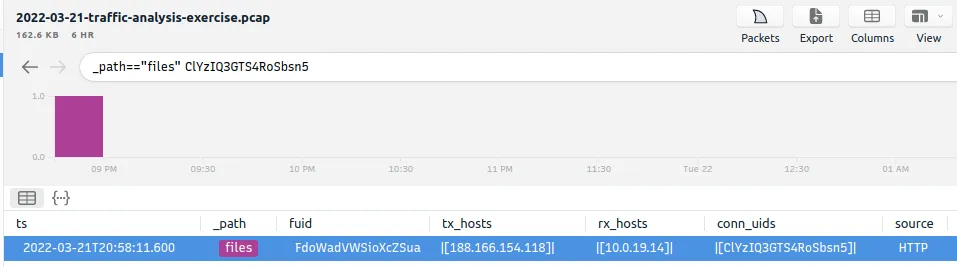 2022-03-21-traffic-analysis-exercise.pcap
162.6 KB 6 HR
Packets Export Columns View
_path=="files" ClYzIQ3GTS4RoSbsn5
1.0
0.0
09 PM 09:30 10 PM 10:30 11 PM 11:30 Tue 22 12:30 01 AM
{···}
ts _path fuid tx_hosts rx_hosts conn_uids source
2022-03-21T20:58:11.600 files FdoWadVWSioXcZSua |[188.166.154.118]| |[10.0.19.14]| |[ClYzIQ3GTS4RoSbsn5]| HTTP